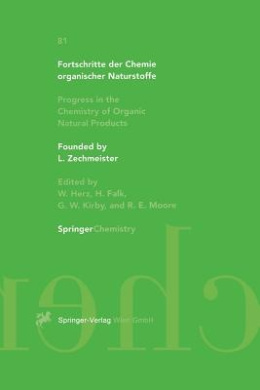 81
Fortschritte der Chemie
organischer Naturstoffe
Progress in the
Chemistry of Organic
Natural Products
Founded by
L. Zechmeister
Edited by
W. Herz, H. Falk,
G. W. Kirby, and R. E. Moore
SpringerChemistry
cher
Springer-Verlag Wien GmbH